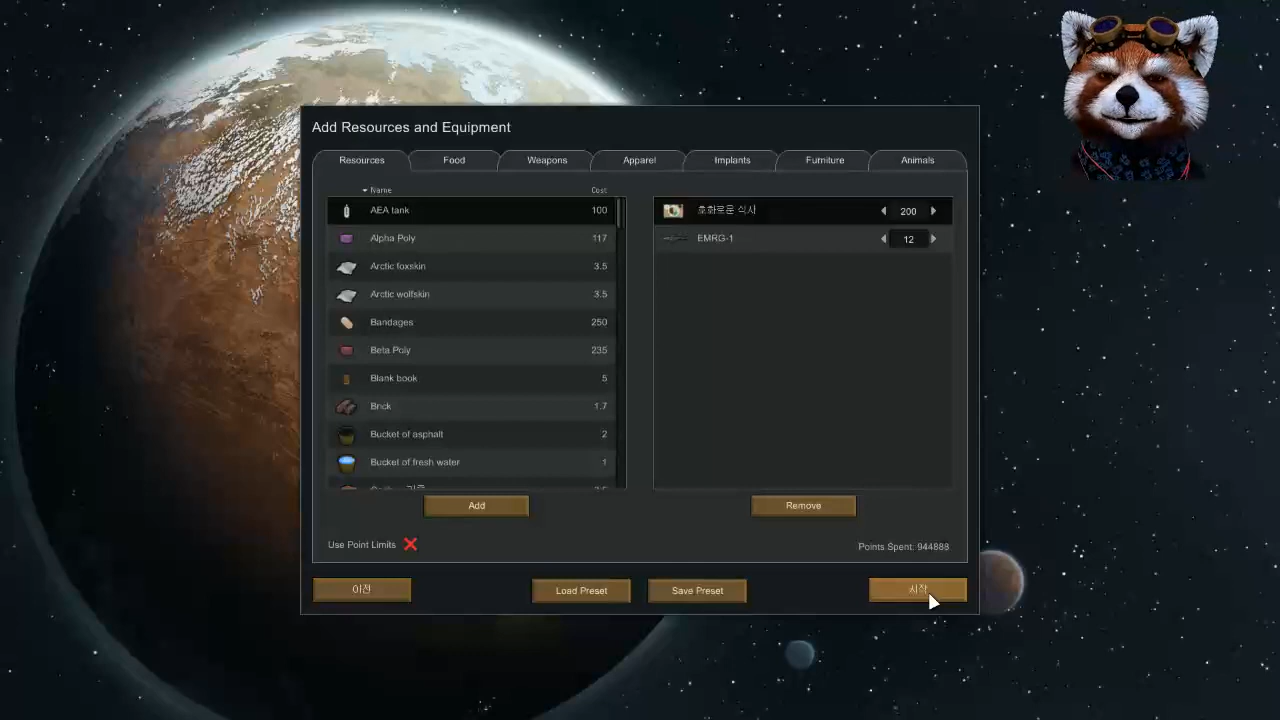 Add Resources and Equipment
Resources Food Weapons Apparel Implants Furniture Animals
Name Cost
AEA tank 100
Alpha Poly 117
Arctic foxskin 3.5
Arctic wolfskin 3.5
Bandages 250
Beta Poly 235
Blank book 5
Brick 1.7
Bucket of asphalt 2
Bucket of fresh water 1
호화로운 식사 200
EMRG-1 12
Add
Remove
Use Point Limits
Points Spent: 944888
이전
Load Preset
Save Preset
시작